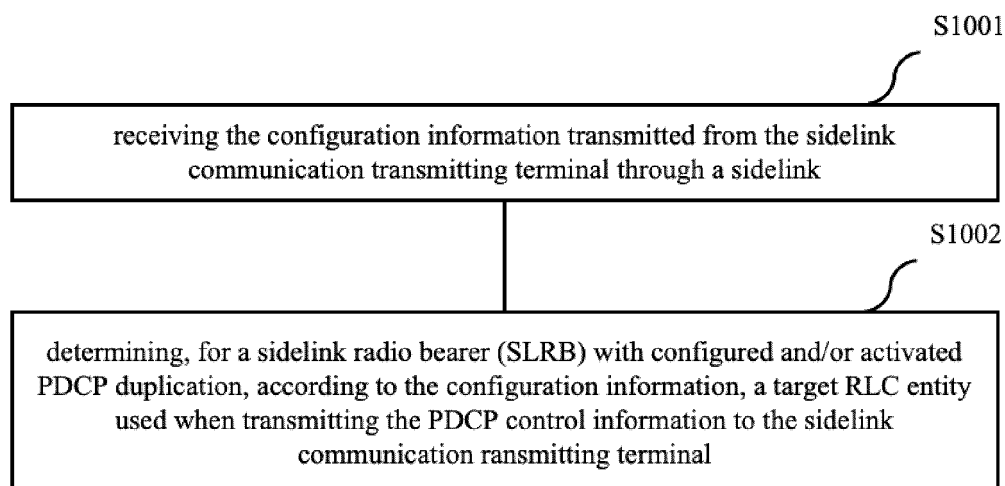 S1001
receiving the configuration information transmitted from the sidelink
communication transmitting terminal through a sidelink
S1002
determining, for a sidelink radio bearer (SLRB) with configured and/or activated
PDCP duplication, according to the configuration information, a target RLC entity
used when transmitting the PDCP control information to the sidelink
communication ransmitting terminal